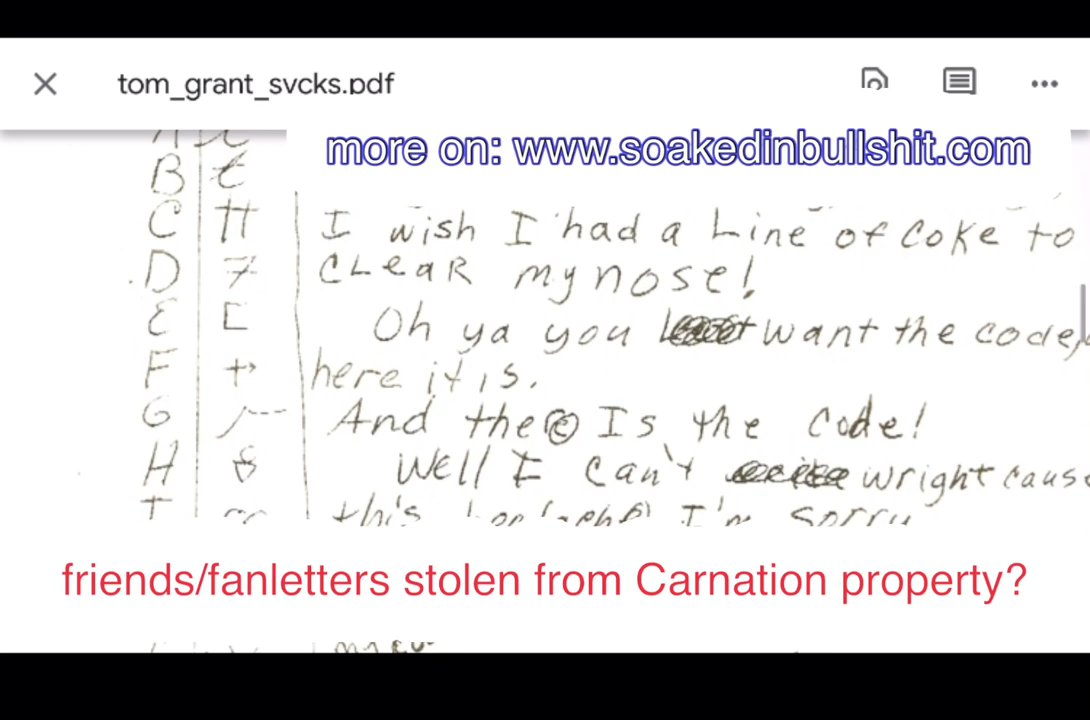 tom_grant_svcks.pdf
more on: www.soakedinbullshit.com
B
C I wish I had a Line of Coke to
D CLeaR my nose!
E Oh ya you want the code,
F here it is.
G And the Is the Code!
H Well I can't wright cause
I this I'm sorry
friends/fanletters stolen from Carnation property?